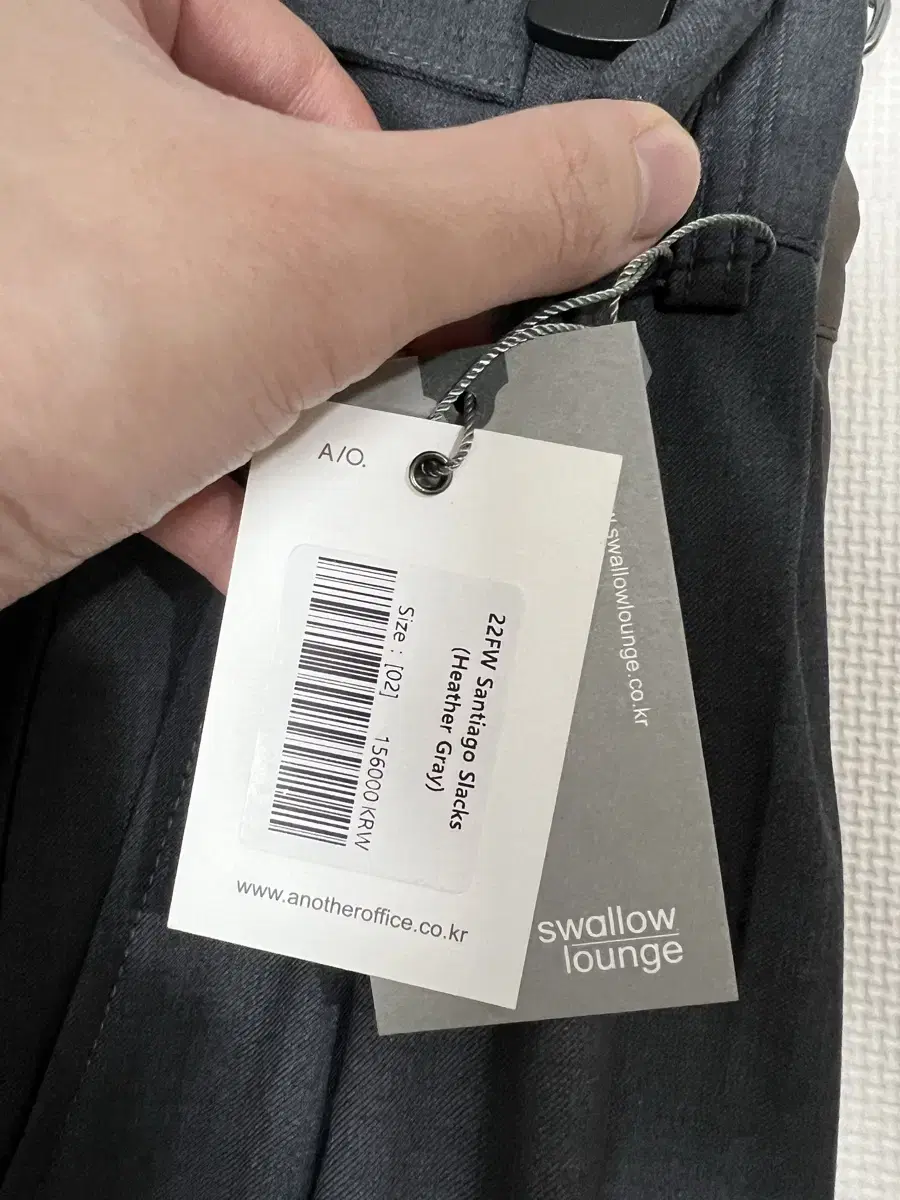 A/O.
22FW Santiago Slacks
(Heather Gray)
Size : [02] 156000 KRW
www.anotheroffice.co.kr
swallowlounge.co.kr
swallow
lounge